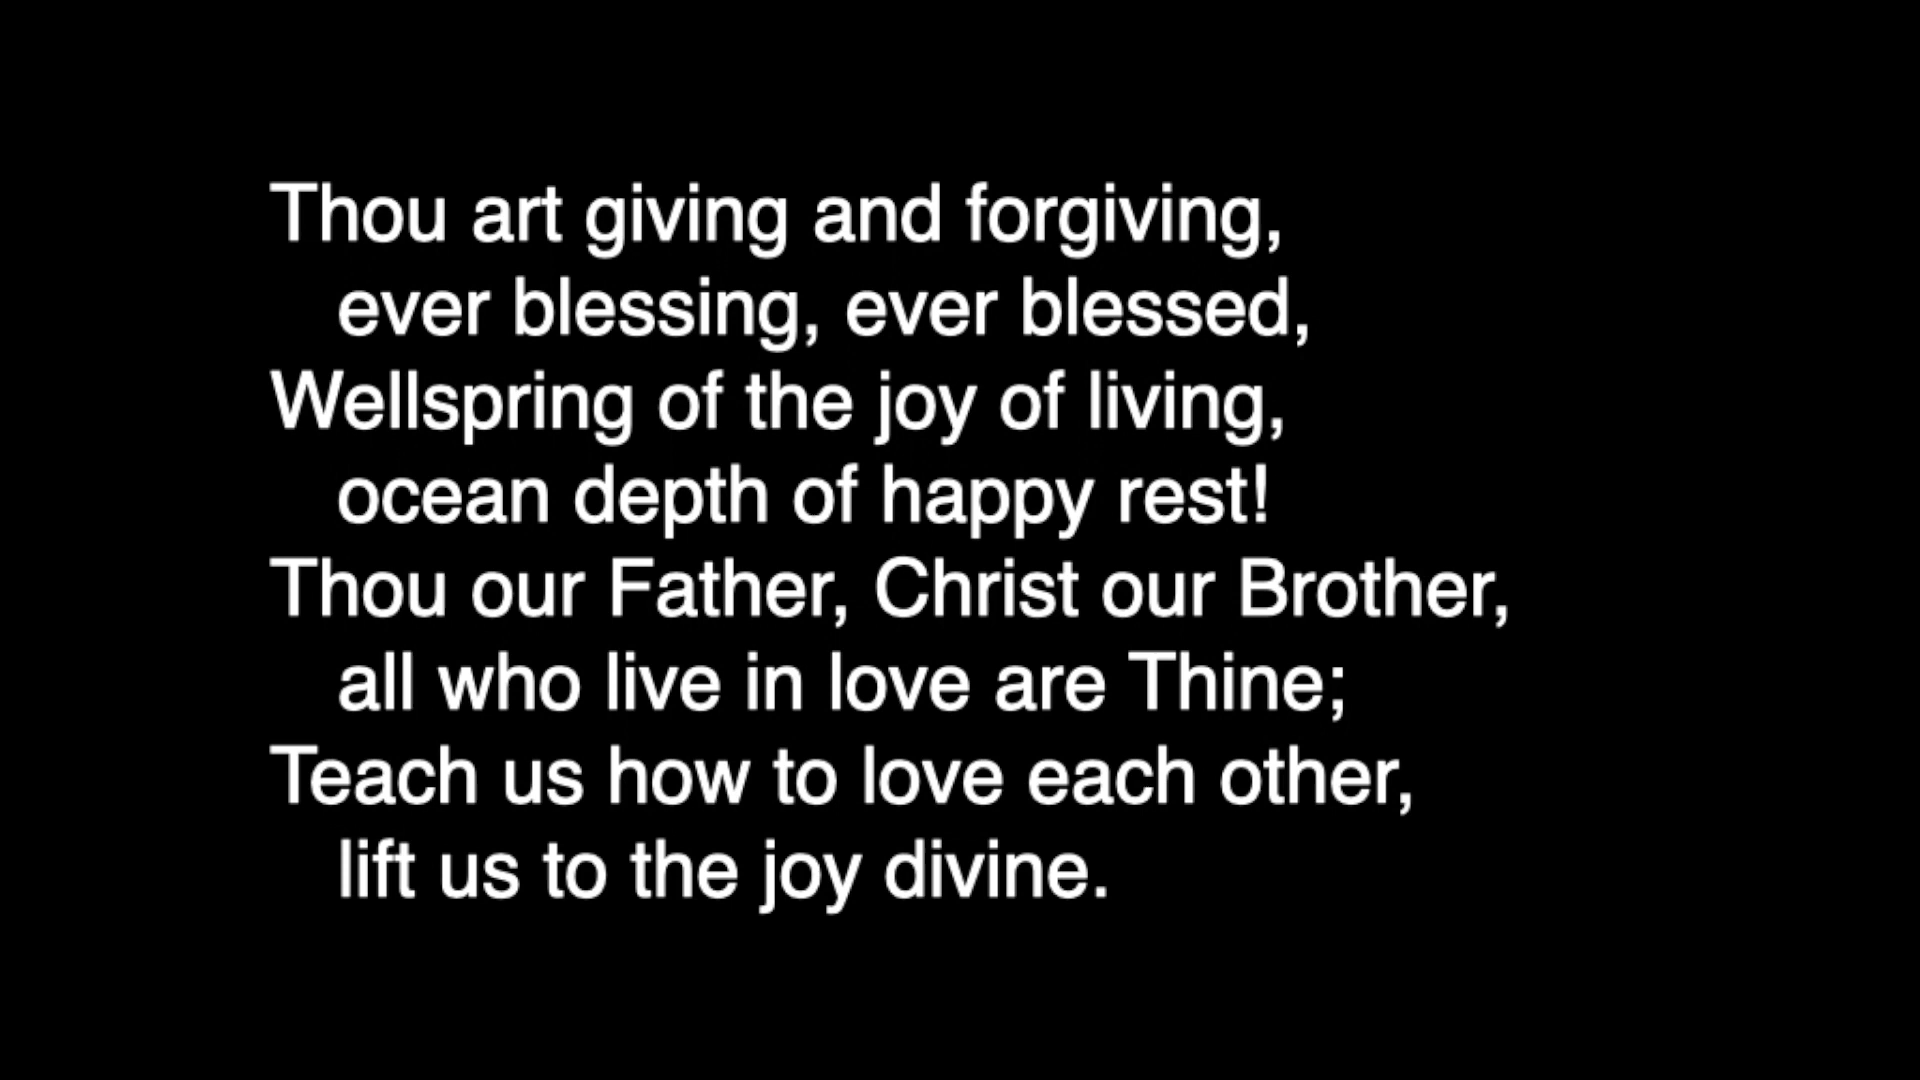 Thou art giving and forgiving,
ever blessing, ever blessed,
Wellspring of the joy of living,
ocean depth of happy rest!
Thou our Father, Christ our Brother,
all who live in love are Thine;
Teach us how to love each other,
lift us to the joy divine.